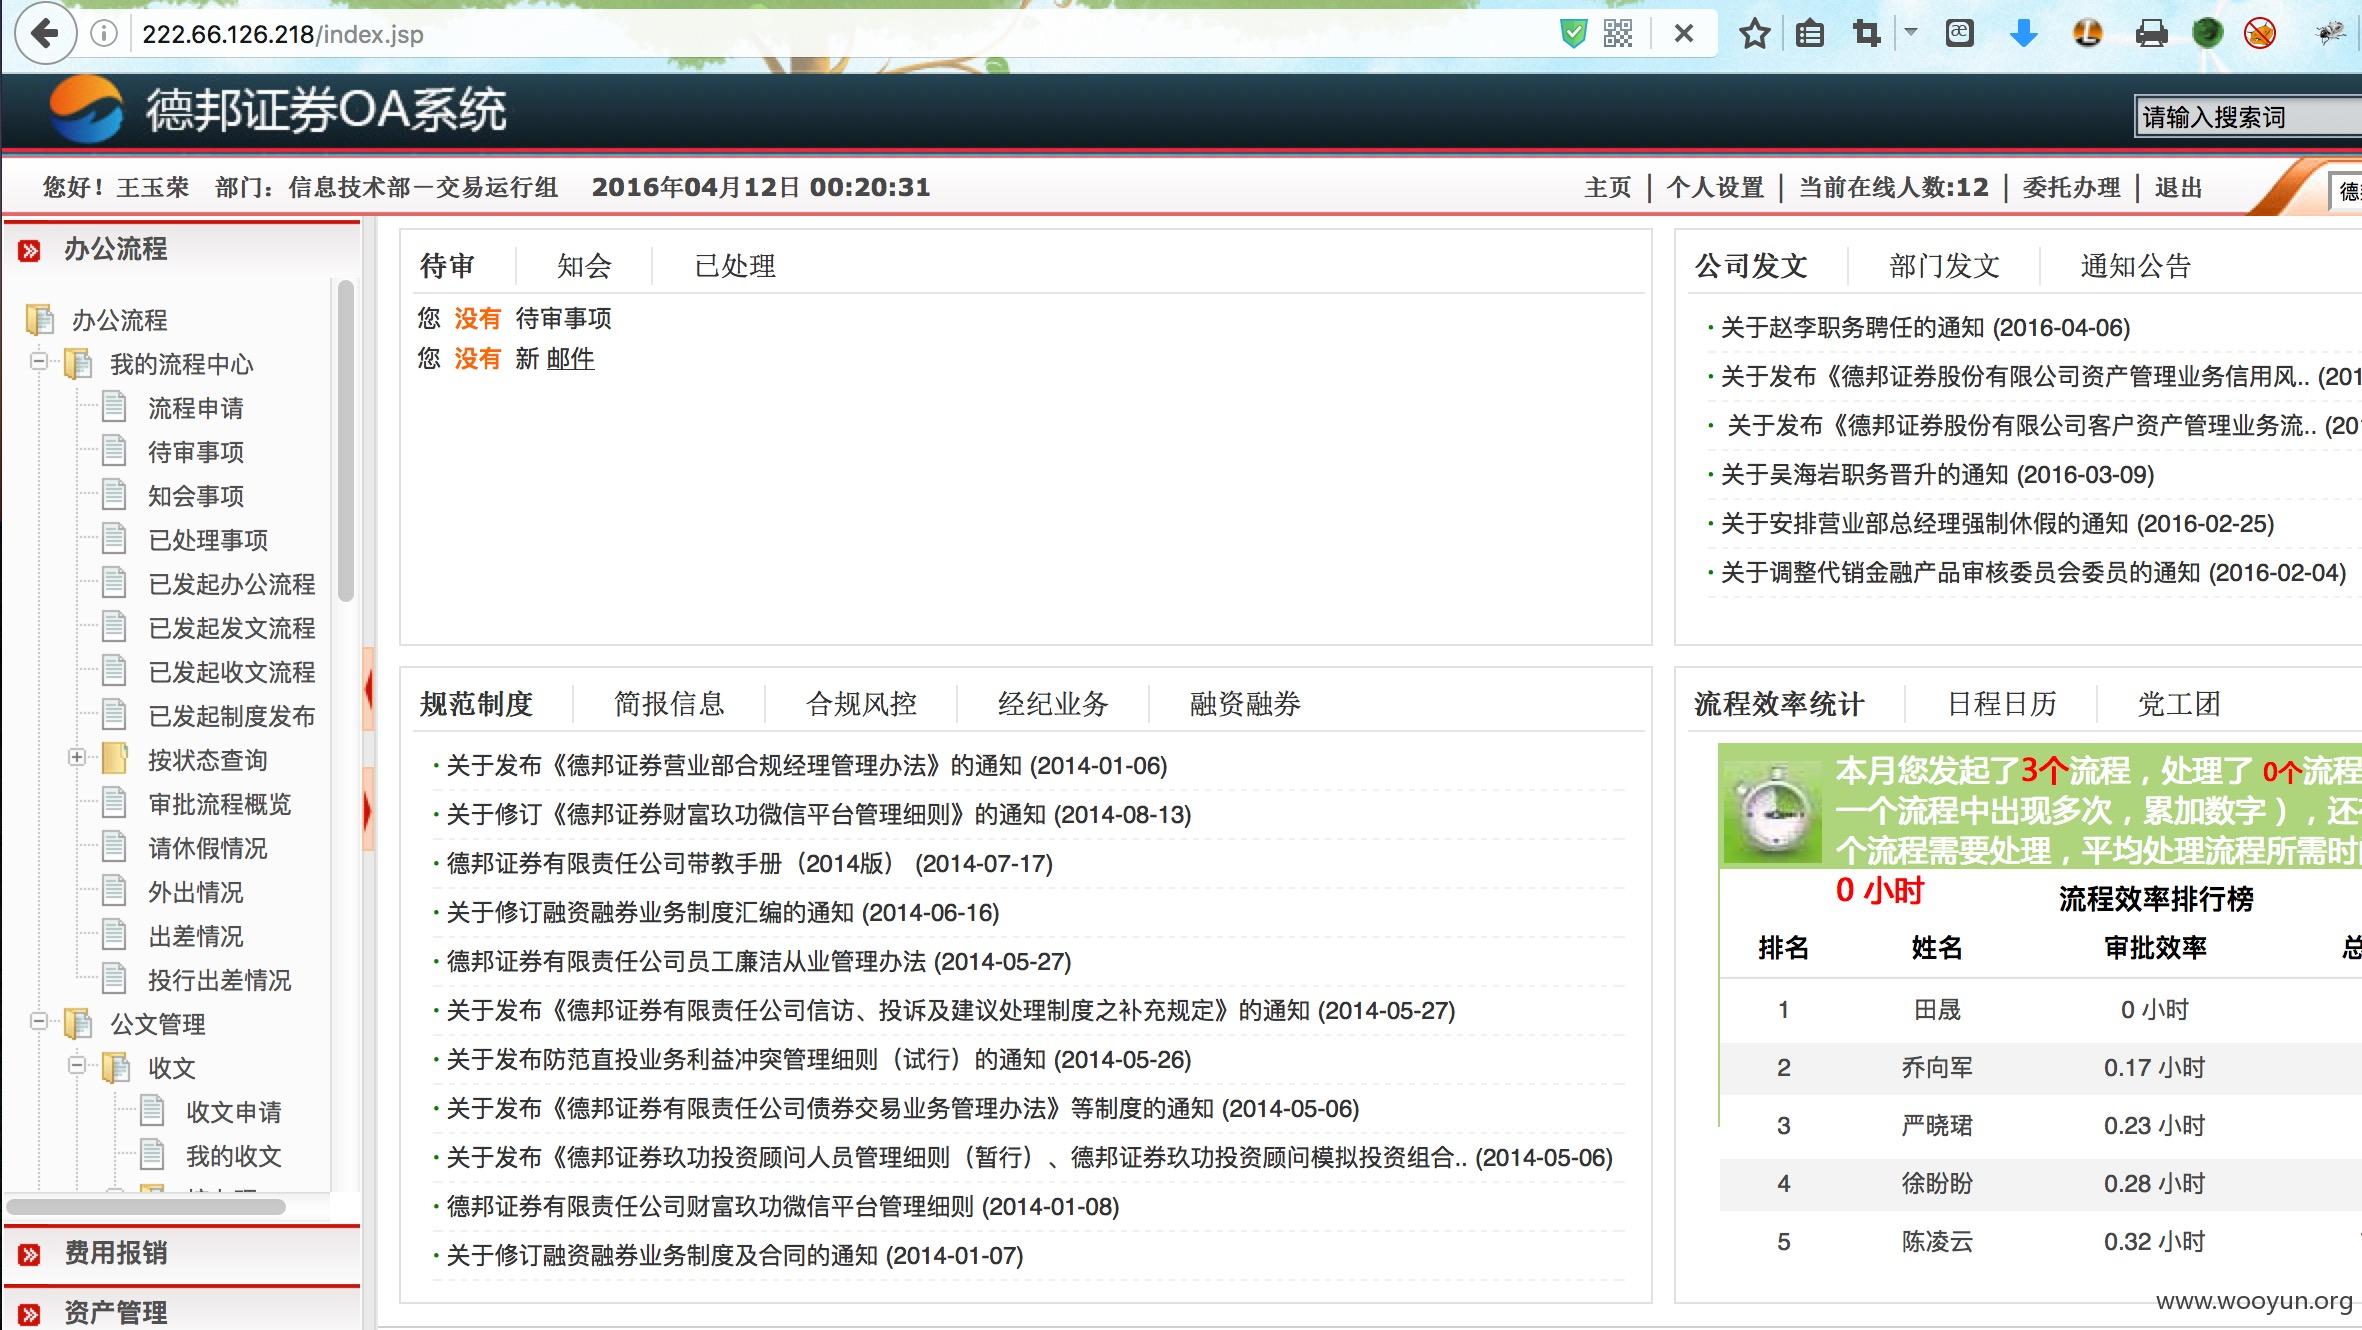 222.66.126.218/index.jsp
德邦证券OA系统
请输入搜索词
您好！王玉荣 部门：信息技术部－交易运行组 2016年04月12日 00:20:31
主页 | 个人设置 | 当前在线人数:12 | 委托办理 | 退出
德
办公流程
办公流程
我的流程中心
流程申请
待审事项
知会事项
已处理事项
已发起办公流程
已发起发文流程
已发起收文流程
已发起制度发布
按状态查询
审批流程概览
请休假情况
外出情况
出差情况
投行出差情况
公文管理
收文
收文申请
我的收文
费用报销
资产管理
待审 知会 已处理
您 没有 待审事项
您 没有 新 邮件
公司发文 部门发文 通知公告
关于赵李职务聘任的通知 (2016-04-06)
关于发布《德邦证券股份有限公司资产管理业务信用风.. (201
关于发布《德邦证券股份有限公司客户资产管理业务流.. (20
关于吴海岩职务晋升的通知 (2016-03-09)
关于安排营业部总经理强制休假的通知 (2016-02-25)
关于调整代销金融产品审核委员会委员的通知 (2016-02-04)
规范制度 简报信息 合规风控 经纪业务 融资融券
关于发布《德邦证券营业部合规经理管理办法》的通知 (2014-01-06)
关于修订《德邦证券财富玖功微信平台管理细则》的通知 (2014-08-13)
德邦证券有限责任公司带教手册（2014版） (2014-07-17)
关于修订融资融券业务制度汇编的通知 (2014-06-16)
德邦证券有限责任公司员工廉洁从业管理办法 (2014-05-27)
关于发布《德邦证券有限责任公司信访、投诉及建议处理制度之补充规定》的通知 (2014-05-27)
关于发布防范直投业务利益冲突管理细则（试行）的通知 (2014-05-26)
关于发布《德邦证券有限责任公司债券交易业务管理办法》等制度的通知 (2014-05-06)
关于发布《德邦证券玖功投资顾问人员管理细则（暂行）、德邦证券玖功投资顾问模拟投资组合.. (2014-05-06)
德邦证券有限责任公司财富玖功微信平台管理细则 (2014-01-08)
关于修订融资融券业务制度及合同的通知 (2014-01-07)
流程效率统计 日程日历 党工团
本月您发起了3个流程，处理了 0个流程
一个流程中出现多次，累加数字），还
个流程需要处理，平均处理流程所需时
0 小时
流程效率排行榜
排名 姓名 审批效率 总
1 田晟 0 小时
2 乔向军 0.17 小时
3 严晓珺 0.23 小时
4 徐盼盼 0.28 小时
5 陈凌云 0.32 小时
www.wooyun.org